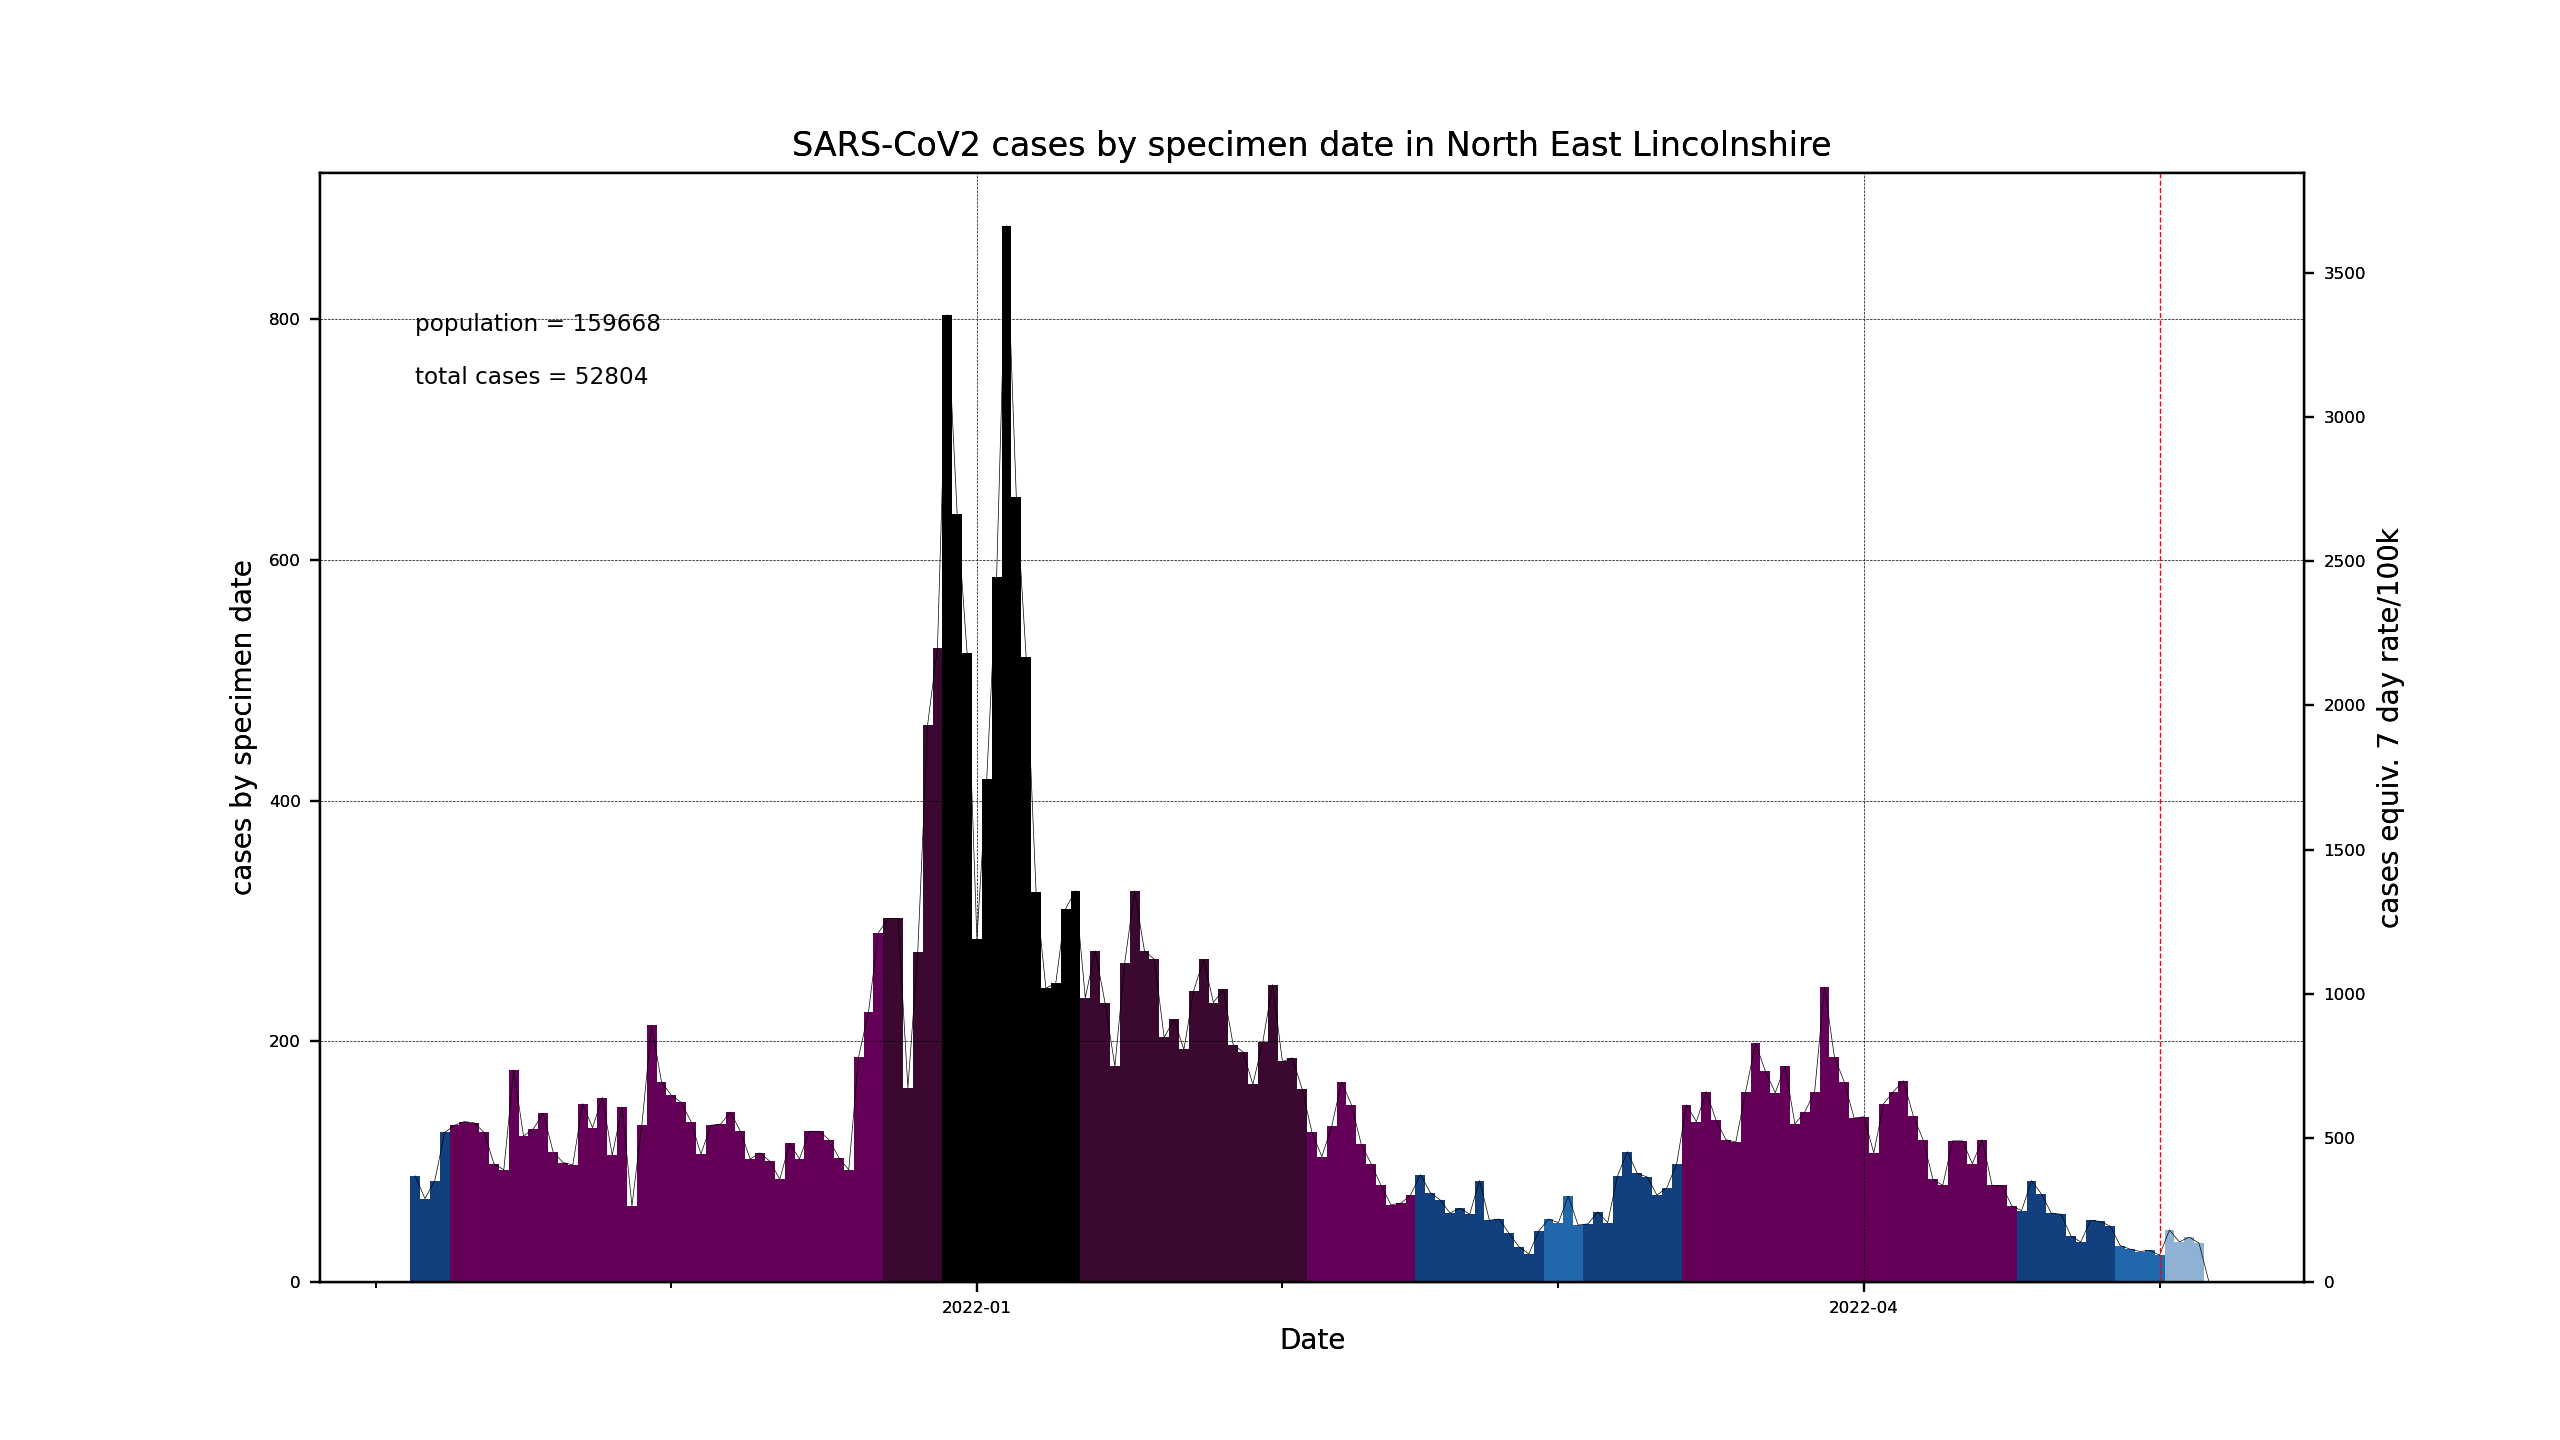 SARS-CoV2 cases by specimen date in North East Lincolnshire
population = 159668
total cases = 52804
cases by specimen date
800
600
400
200
0
3500
3000
2500
2000
1500
1000
500
0
cases equiv. 7 day rate/100k
2022-01
2022-04
Date